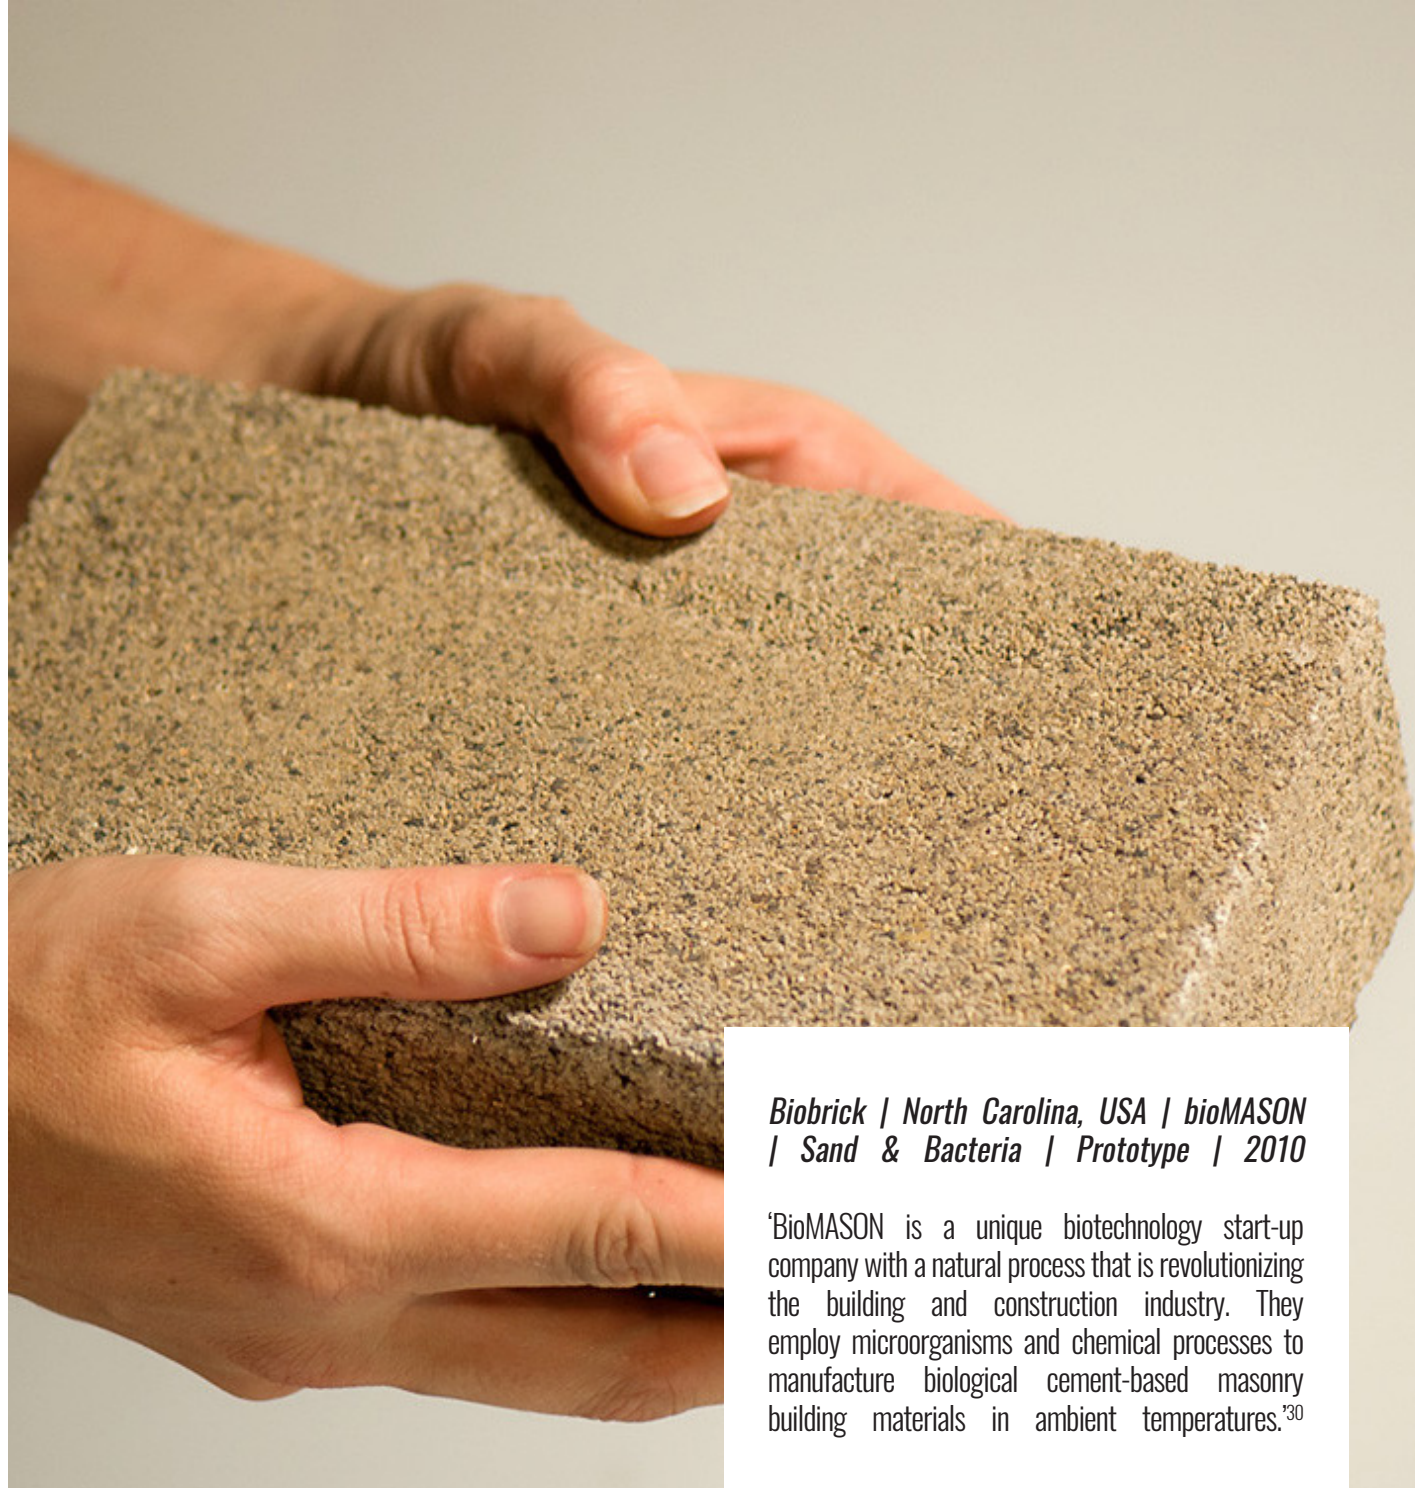 Biobrick | North Carolina, USA | bioMASON
| Sand & Bacteria | Prototype | 2010
‘BioMASON is a unique biotechnology start-up
company with a natural process that is revolutionizing
the building and construction industry. They
employ microorganisms and chemical processes to
manufacture biological cement-based masonry
building materials in ambient temperatures.’30